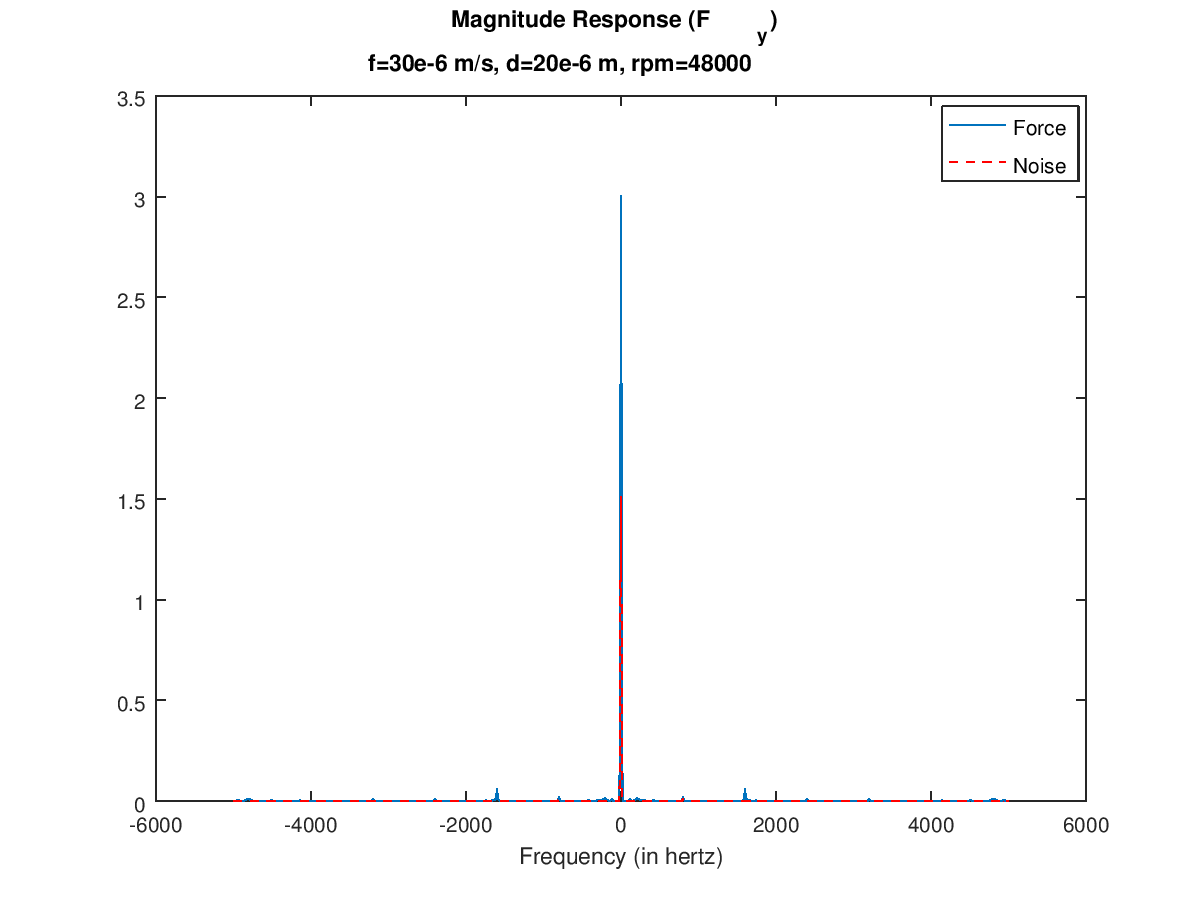 Magnitude Response (F y)
f=30e-6 m/s, d=20e-6 m, rpm=48000
3.5
3
2.5
2
1.5
1
0.5
0
-6000 -4000 -2000 0 2000 4000 6000
Frequency (in hertz)
Force
Noise